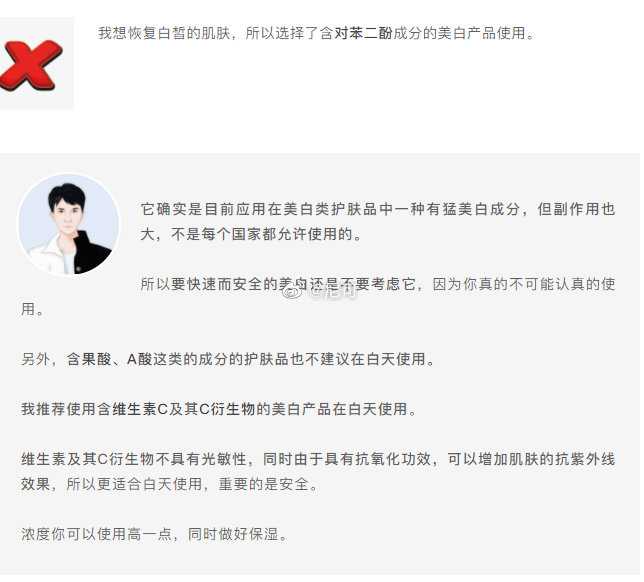 我想恢复白皙的肌肤，所以选择了含对苯二酚成分的美白产品使用。
它确实是目前应用在美白类护肤品中一种有猛美白成分，但副作用也
大，不是每个国家都允许使用的。
所以要快速而安全的美白还是不要考虑它，因为你真的不可能认真的使
用。
另外，含果酸、A酸这类的成分的护肤品也不建议在白天使用。
我推荐使用含维生素C及其C衍生物的美白产品在白天使用。
维生素及其C衍生物不具有光敏性，同时由于具有抗氧化功效，可以增加肌肤的抗紫外线
效果，所以更适合白天使用，重要的是安全。
浓度你可以使用高一点，同时做好保湿。